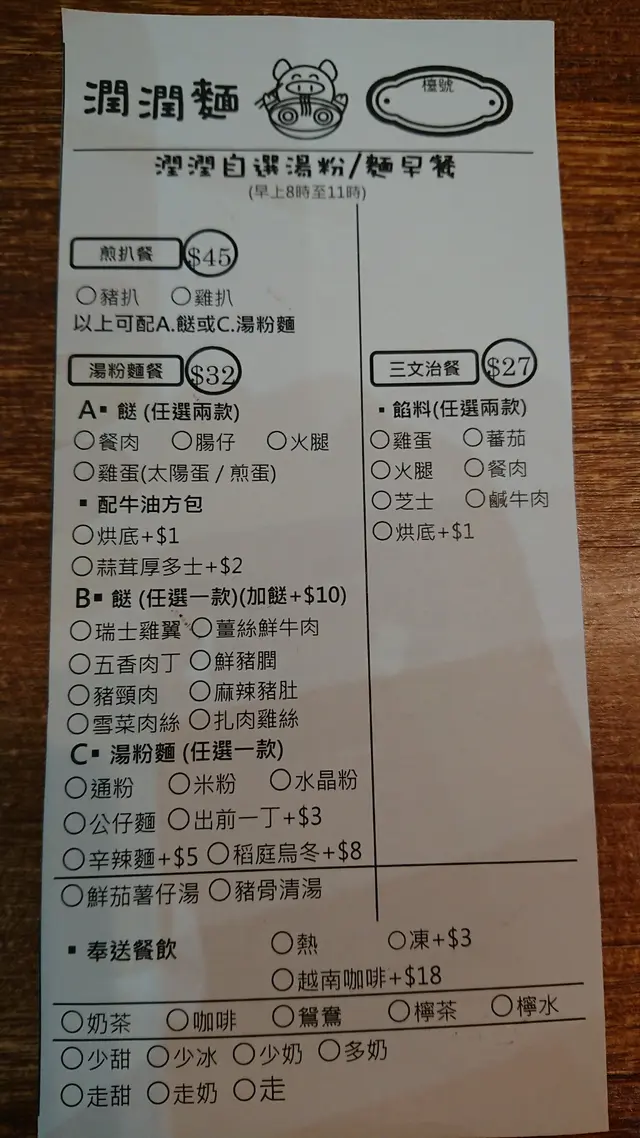 潤潤麵
檯號
潤潤自選湯粉/麵早餐
(早上8時至11時)
煎扒餐 $45
○豬扒 ○雞扒
以上可配A.餸或C.湯粉麵
湯粉麵餐 $32
A▪ 餸 (任選兩款)
○餐肉 ○腸仔 ○火腿
○雞蛋(太陽蛋 / 煎蛋)
▪ 配牛油方包
○烘底+$1
○蒜茸厚多士+$2
B▪ 餸 (任選一款)(加餸+$10)
○瑞士雞翼 ○薑絲鮮牛肉
○五香肉丁 ○鮮豬膶
○豬頸肉 ○麻辣豬肚
○雪菜肉絲 ○扎肉雞絲
C▪ 湯粉麵 (任選一款)
○通粉 ○米粉 ○水晶粉
○公仔麵 ○出前一丁+$3
○辛辣麵+$5 ○稻庭烏冬+$8
○鮮茄薯仔湯 ○豬骨清湯
三文治餐 $27
▪ 餡料(任選兩款)
○雞蛋 ○蕃茄
○火腿 ○餐肉
○芝士 ○鹹牛肉
○烘底+$1
▪ 奉送餐飲 ○熱 ○凍+$3
○越南咖啡+$18
○奶茶 ○咖啡 ○鴛鴦 ○檸茶 ○檸水
○少甜 ○少冰 ○少奶 ○多奶
○走甜 ○走奶 ○走